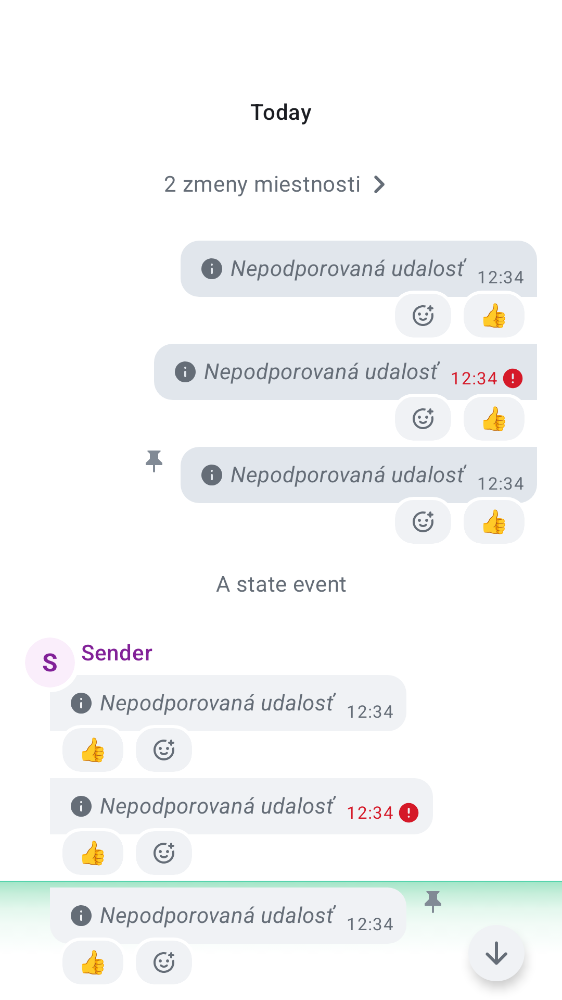 Today
2 zmeny miestnosti
Nepodporovaná udalosť 12:34
👍
Nepodporovaná udalosť 12:34
👍
Nepodporovaná udalosť 12:34
👍
A state event
S Sender
Nepodporovaná udalosť 12:34
👍
Nepodporovaná udalosť 12:34
👍
Nepodporovaná udalosť 12:34
👍